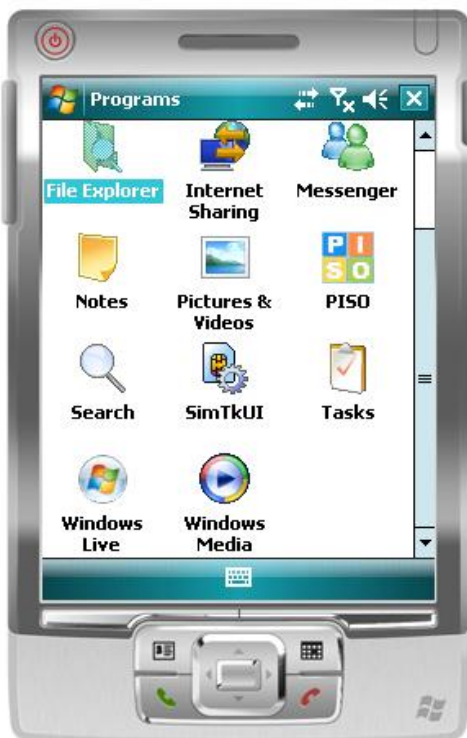 Programs
File Explorer
Internet
Sharing
Messenger
Notes
Pictures &
Videos
P I
S O
PISO
Search
SimTkUI
Tasks
Windows
Live
Windows
Media